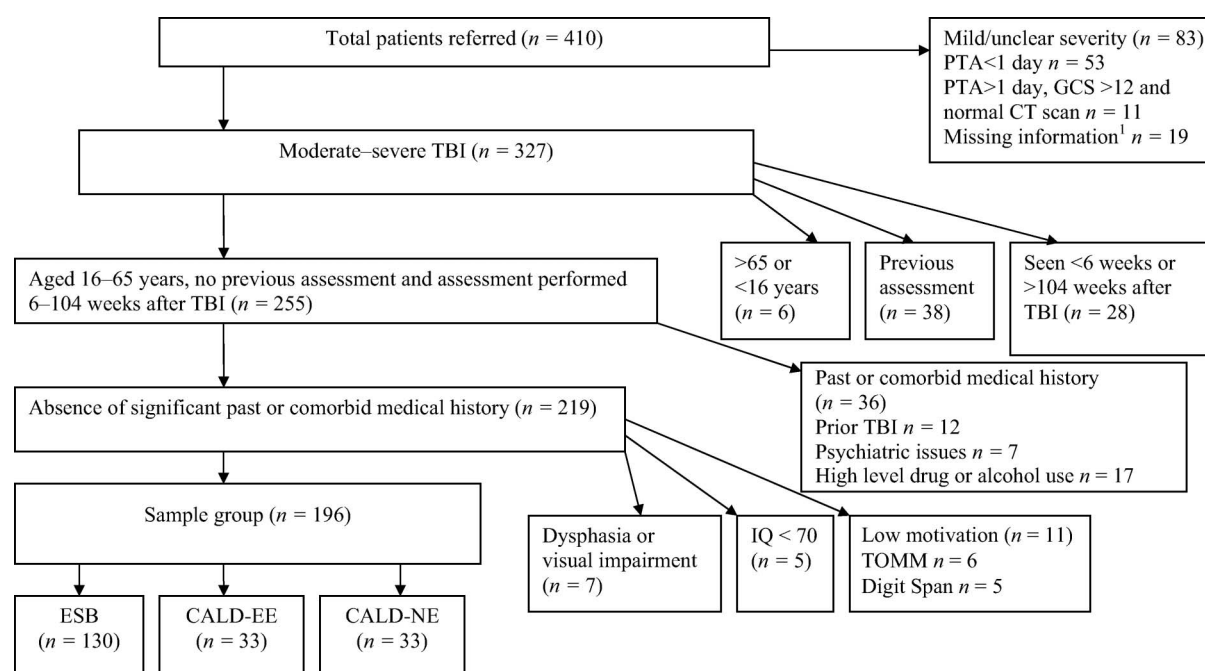 Total patients referred (n = 410)
Mild/unclear severity (n = 83)
PTA<1 day n = 53
PTA>1 day, GCS >12 and
normal CT scan n = 11
Missing information¹ n = 19
Moderate–severe TBI (n = 327)
>65 or
<16 years
(n = 6)
Previous
assessment
(n = 38)
Seen <6 weeks or
>104 weeks after
TBI (n = 28)
Aged 16–65 years, no previous assessment and assessment performed
6–104 weeks after TBI (n = 255)
Past or comorbid medical history
(n = 36)
Prior TBI n = 12
Psychiatric issues n = 7
High level drug or alcohol use n = 17
Absence of significant past or comorbid medical history (n = 219)
Dysphasia or
visual impairment
(n = 7)
IQ < 70
(n = 5)
Low motivation (n = 11)
TOMM n = 6
Digit Span n = 5
Sample group (n = 196)
ESB
(n = 130)
CALD-EE
(n = 33)
CALD-NE
(n = 33)